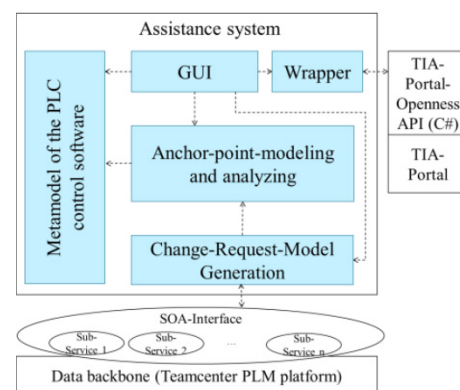 Assistance system
GUI
Wrapper
TIA-
Portal-
Openness
API (C#)
TIA-
Portal
Metamodel of the PLC
control software
Anchor-point-modeling
and analyzing
Change-Request-Model
Generation
SOA-Interface
Sub-
Service 1
Sub-
Service 2
...
Sub-
Service n
Data backbone (Teamcenter PLM platform)